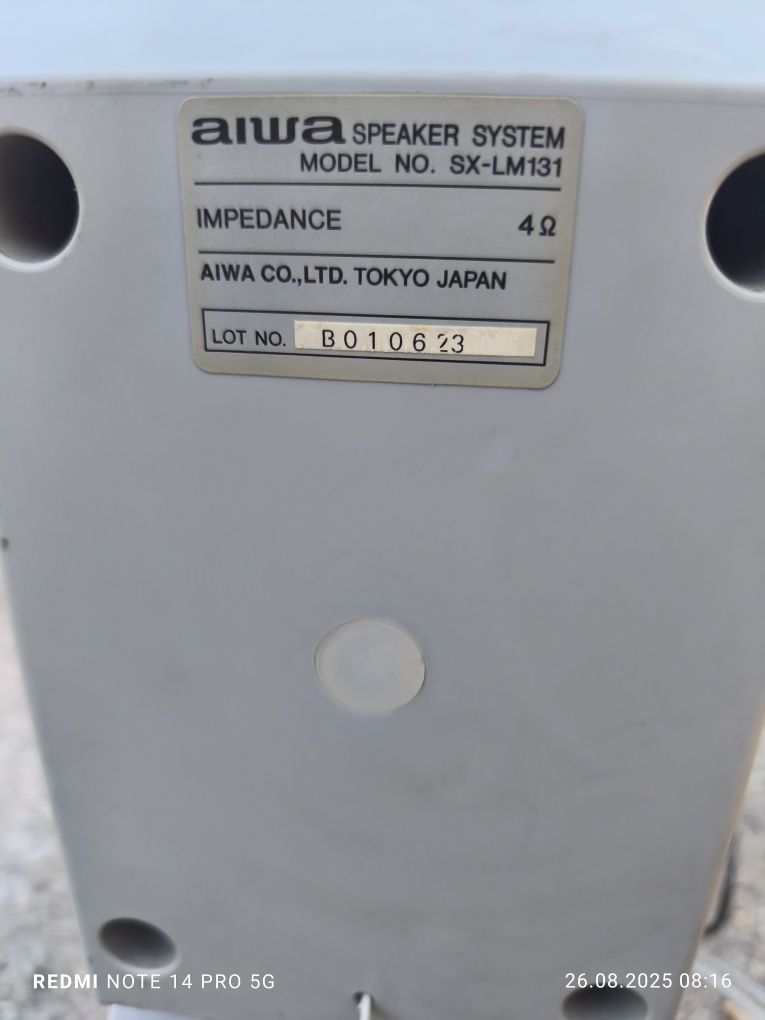 aiwa SPEAKER SYSTEM
MODEL NO. SX-LM131
IMPEDANCE 4Ω
AIWA CO.,LTD. TOKYO JAPAN
LOT NO. B010623
REDMI NOTE 14 PRO 5G
26.08.2025 08:16